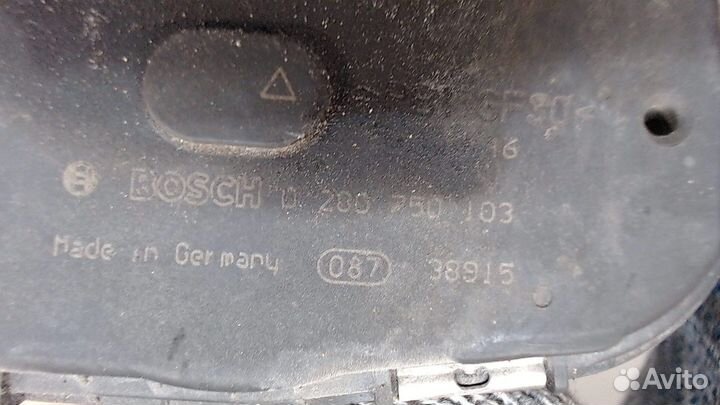 GF30<
16
BOSCH 0 280 750 103
Made in Germany 087 38915
Avito